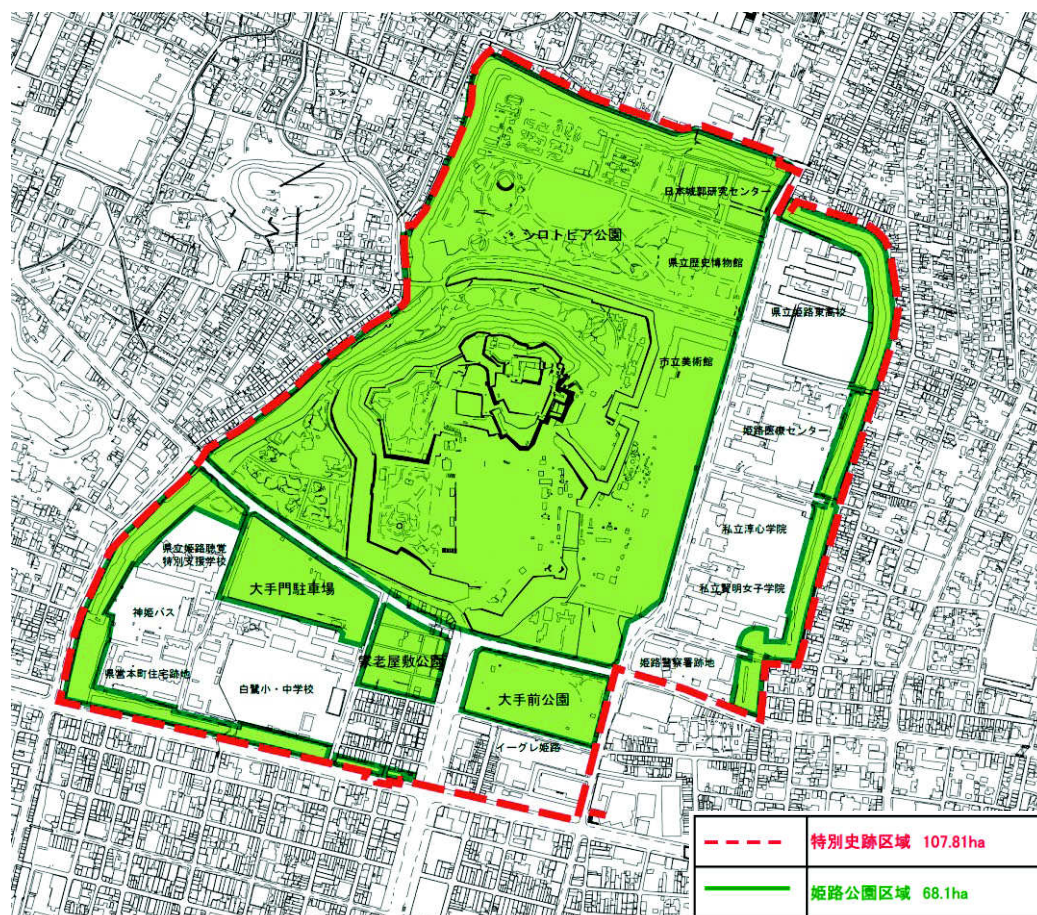 日本城郭研究センター
シロトピア公園
県立歴史博物館
県立姫路東高校
市立美術館
姫路医療センター
私立淳心学院
県立姫路聴覚
特別支援学校
大手門駐車場
私立賢明女子学院
神姫バス
家老屋敷公園
姫路警察署跡地
県営本町住宅跡地
白鷺小・中学校
大手前公園
イーグレ姫路
特別史跡区域 107.81ha
姫路公園区域 68.1ha